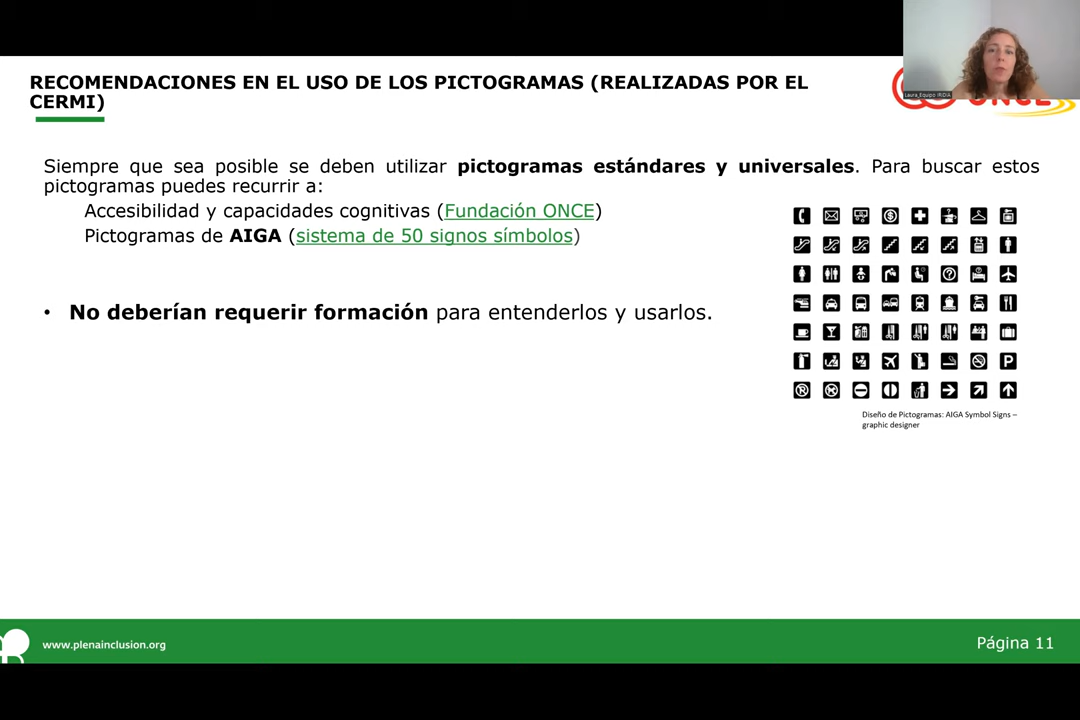 RECOMENDACIONES EN EL USO DE LOS PICTOGRAMAS (REALIZADAS POR EL
CERMI)
ONCE
Laura_Equipo IRIDIA
Siempre que sea posible se deben utilizar pictogramas estándares y universales. Para buscar estos
pictogramas puedes recurrir a:
Accesibilidad y capacidades cognitivas (Fundación ONCE)
Pictogramas de AIGA (sistema de 50 signos símbolos)
• No deberían requerir formación para entenderlos y usarlos.
Diseño de Pictogramas: AIGA Symbol Signs –
graphic designer
www.plenainclusion.org
Página 11